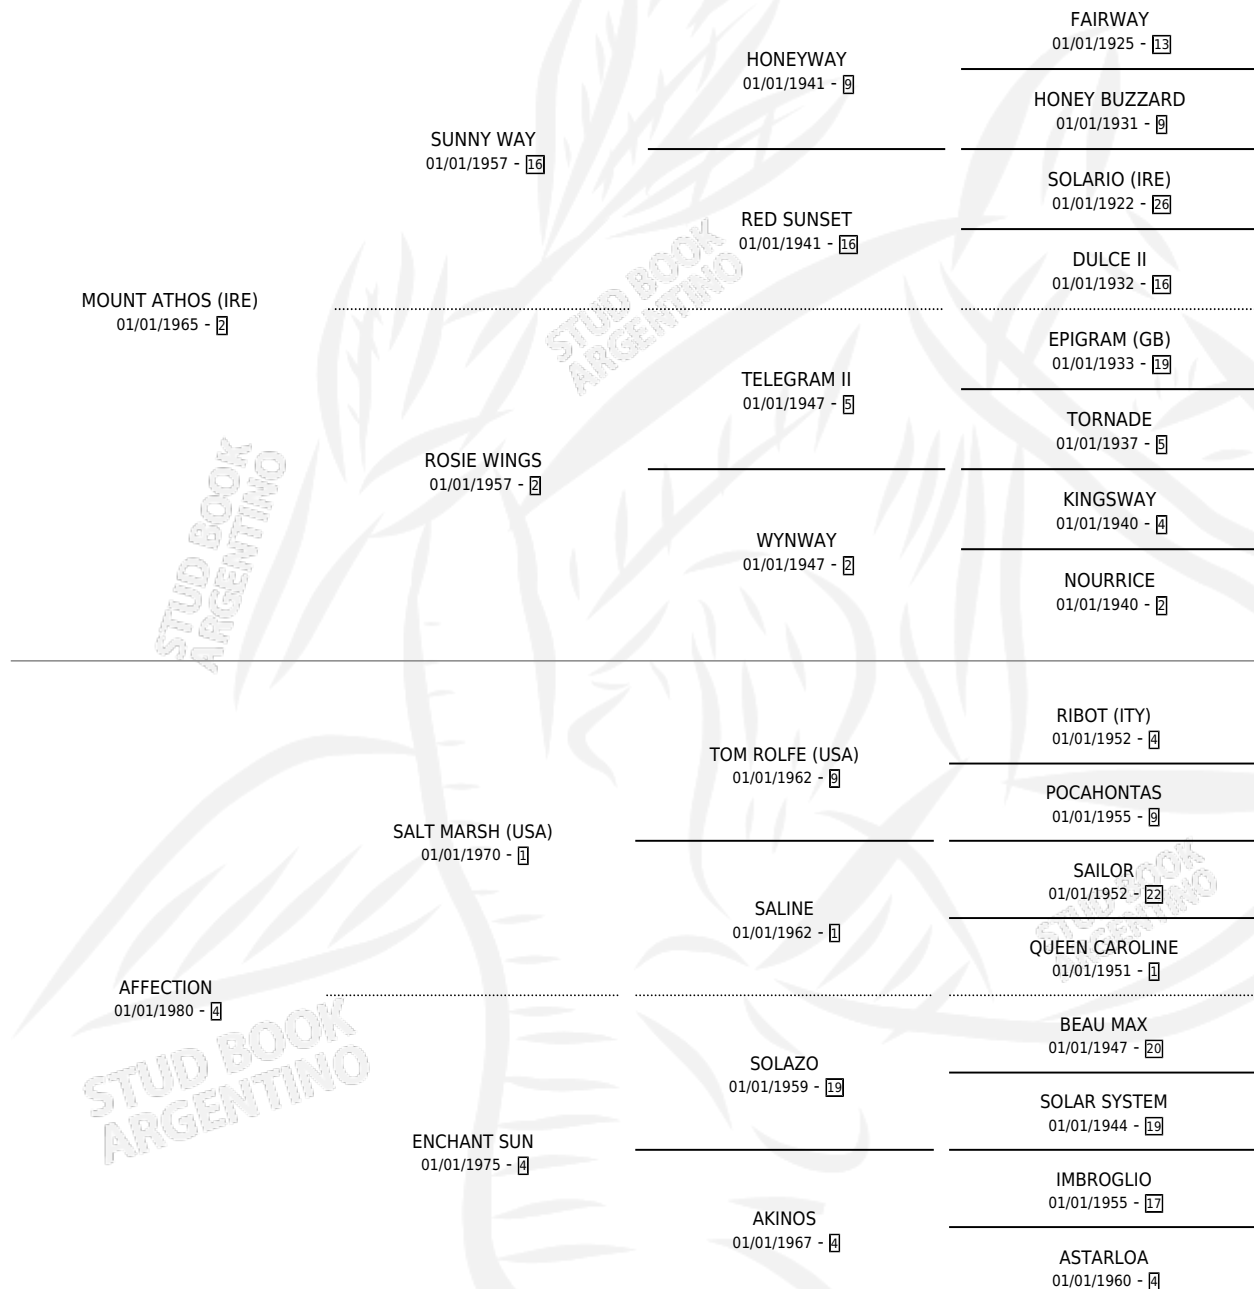 FAIRWAY
01/01/1925 - 13
HONEYWAY
01/01/1941 - 9
HONEY BUZZARD
01/01/1931 - 9
SUNNY WAY
01/01/1957 - 16
SOLARIO (IRE)
01/01/1922 - 26
RED SUNSET
01/01/1941 - 16
DULCE II
01/01/1932 - 16
MOUNT ATHOS (IRE)
01/01/1965 - 2
EPIGRAM (GB)
01/01/1933 - 19
TELEGRAM II
01/01/1947 - 5
TORNADE
01/01/1937 - 5
ROSIE WINGS
01/01/1957 - 2
KINGSWAY
01/01/1940 - 4
WYNWAY
01/01/1947 - 2
NOURRICE
01/01/1940 - 2
RIBOT (ITY)
01/01/1952 - 4
TOM ROLFE (USA)
01/01/1962 - 9
POCAHONTAS
01/01/1955 - 9
SALT MARSH (USA)
01/01/1970 - 1
SAILOR
01/01/1952 - 22
SALINE
01/01/1962 - 1
QUEEN CAROLINE
01/01/1951 - 1
AFFECTION
01/01/1980 - 4
BEAU MAX
01/01/1947 - 20
SOLAZO
01/01/1959 - 19
SOLAR SYSTEM
01/01/1944 - 19
ENCHANT SUN
01/01/1975 - 4
IMBROGLIO
01/01/1955 - 17
AKINOS
01/01/1967 - 4
ASTARLOA
01/01/1960 - 4
STUD BOOK
ARGENTINO
STUD BOOK
ARGENTINO
STUD BOOK
ARGENTINO
STUD BOOK
ARGENTINO